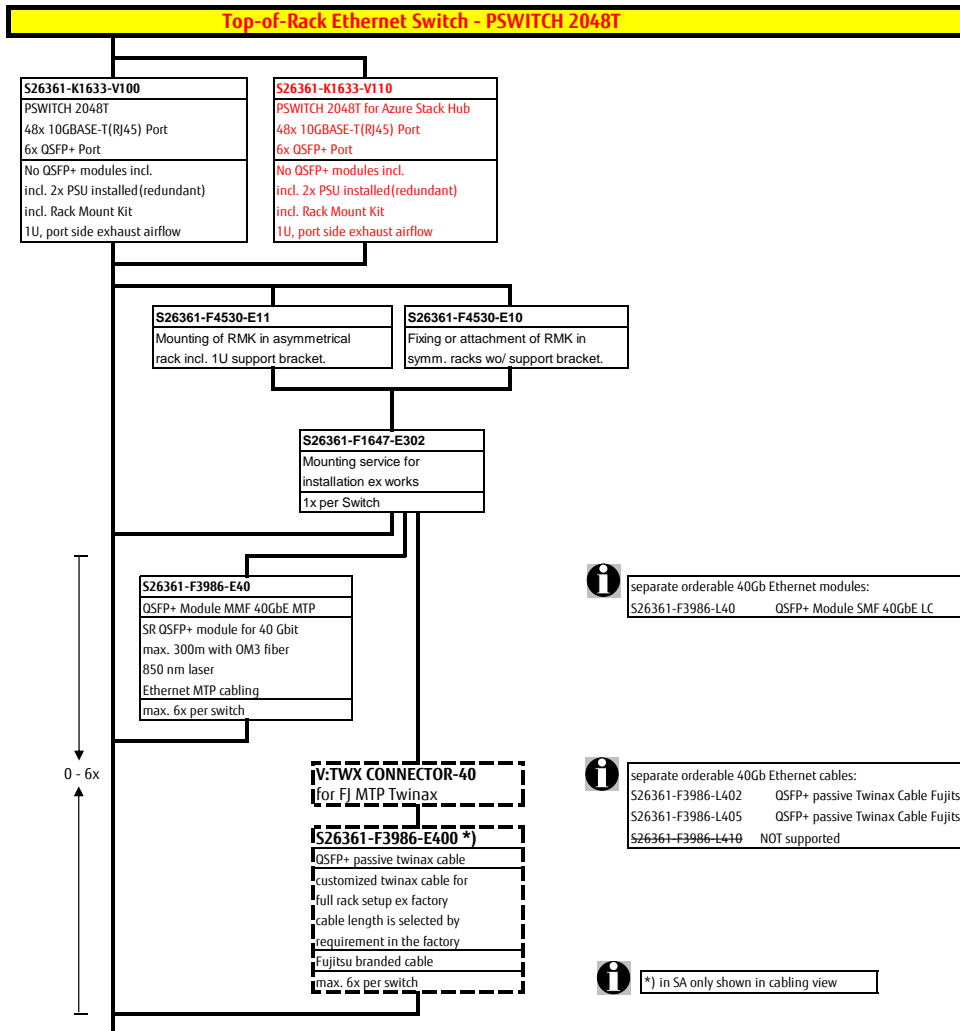 Top-of-Rack Ethernet Switch - PSWITCH 2048T
S26361-K1633-V100
PSWITCH 2048T
48x 10GBASE-T(RJ45) Port
6x QSFP+ Port
No QSFP+ modules incl.
incl. 2x PSU installed(redundant)
incl. Rack Mount Kit
1U, port side exhaust airflow
S26361-K1633-V110
PSWITCH 2048T for Azure Stack Hub
48x 10GBASE-T(RJ45) Port
6x QSFP+ Port
No QSFP+ modules incl.
incl. 2x PSU installed(redundant)
incl. Rack Mount Kit
1U, port side exhaust airflow
S26361-F4530-E11
Mounting of RMK in asymmetrical
rack incl. 1U support bracket.
S26361-F4530-E10
Fixing or attachment of RMK in
symm. racks wo/ support bracket.
S26361-F1647-E302
Mounting service for
installation ex works
1x per Switch
S26361-F3986-E40
QSFP+ Module MMF 40GbE MTP
SR QSFP+ module for 40 Gbit
max. 300m with OM3 fiber
850 nm laser
Ethernet MTP cabling
max. 6x per switch
separate orderable 40Gb Ethernet modules:
S26361-F3986-L40 QSFP+ Module SMF 40GbE LC
0 - 6x
V:TWX CONNECTOR-40
for FJ MTP Twinax
S26361-F3986-E400 *)
QSFP+ passive twinax cable
customized twinax cable for
full rack setup ex factory
cable length is selected by
requirement in the factory
Fujitsu branded cable
max. 6x per switch
separate orderable 40Gb Ethernet cables:
S26361-F3986-L402 QSFP+ passive Twinax Cable Fujits
S26361-F3986-L405 QSFP+ passive Twinax Cable Fujits
S26361-F3986-L410 NOT supported
*) in SA only shown in cabling view